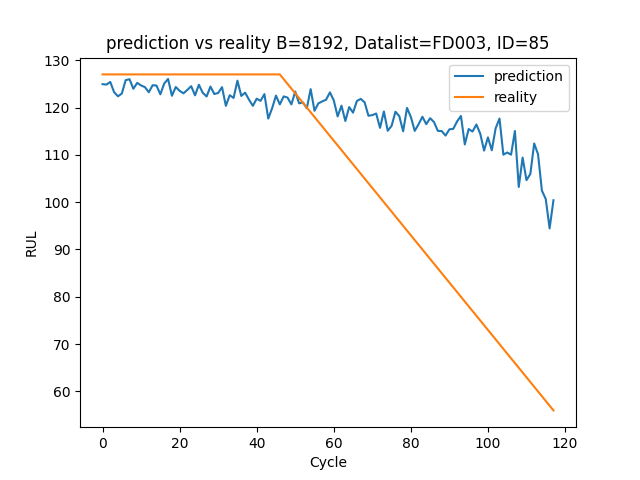 prediction vs reality B=8192, Datalist=FD003, ID=85
prediction
reality
RUL
130
120
110
100
90
80
70
60
0 20 40 60 80 100 120
Cycle